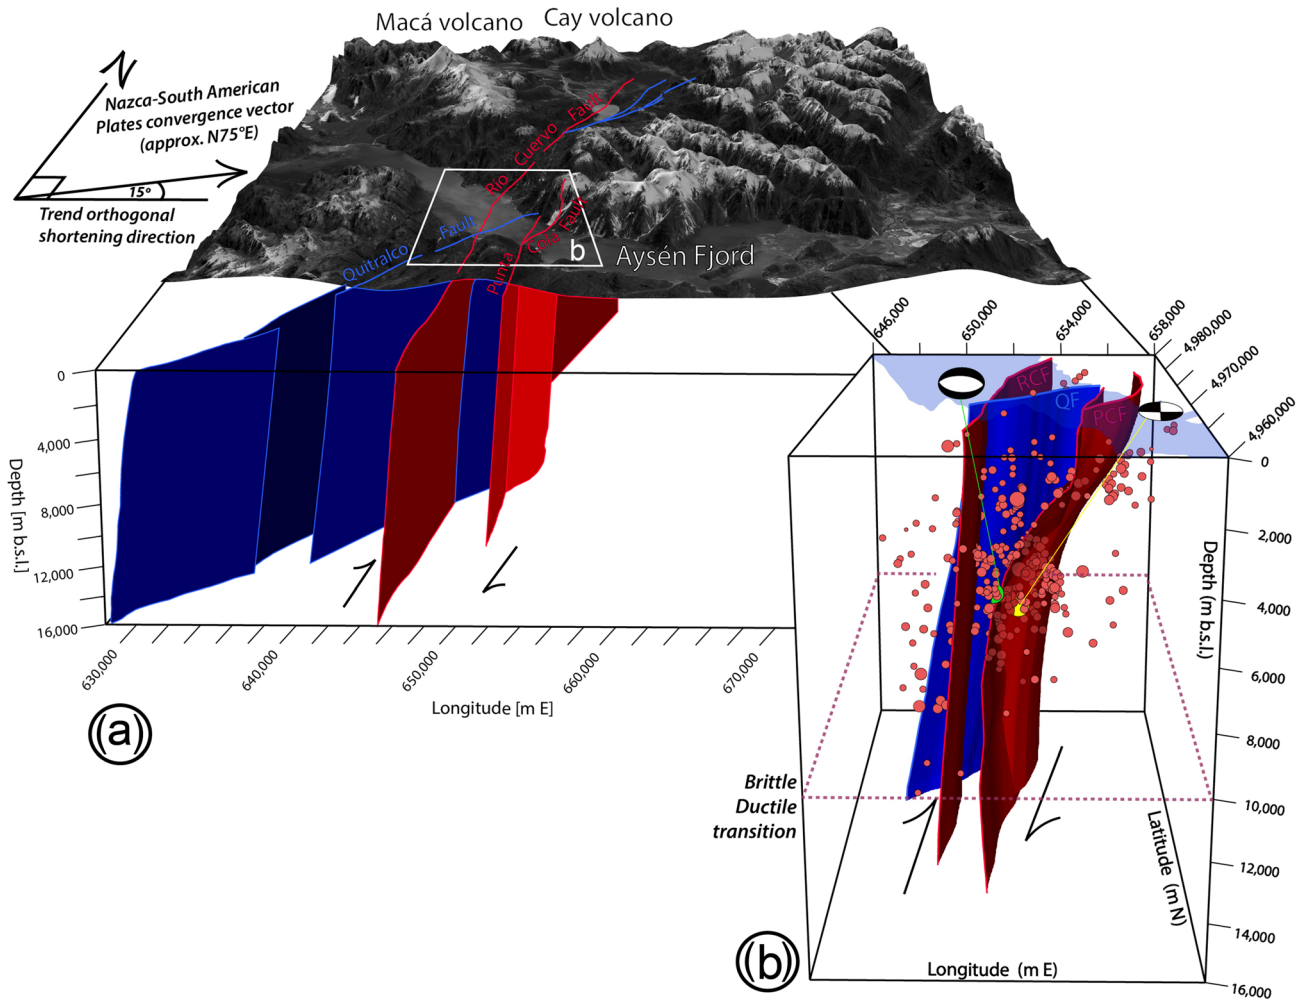 Macá volcano
Cay volcano
N
Nazca-South American
Plates convergence vector
(approx. N75°E)
15º
Trend orthogonal
shortening direction
Rio Cuervo Fault
Quitralco Fault
Punta Cola Fault
b
Aysén Fjord
0
4,000
8,000
12,000
16,000
Depth [m b.s.l.]
630,000
640,000
650,000
660,000
670,000
Longitude [m E]
(a)
646,000
650,000
654,000
658,000
4,980,000
4,970,000
4,960,000
RCF
QF
PCF
0
2,000
4,000
6,000
8,000
10,000
12,000
14,000
16,000
Depth (m b.s.l.)
Brittle
Ductile
transition
Latitude (m N)
Longitude (m E)
(b)